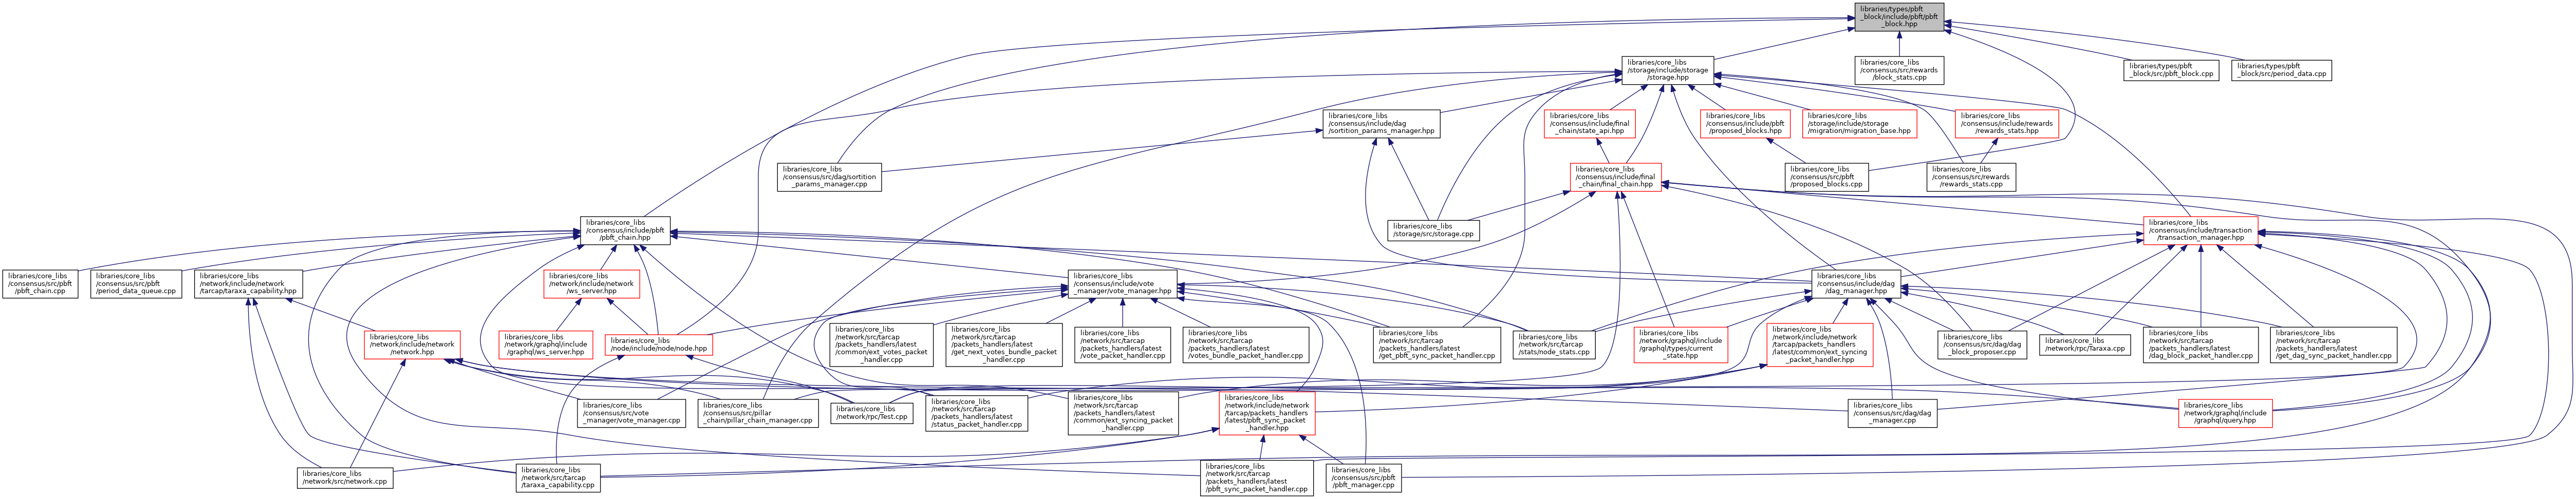 libraries/types/pbft
_block/include/pbft/pbft
_block.hpp
libraries/core_libs
/storage/include/storage
/storage.hpp
libraries/core_libs
/consensus/src/rewards
/block_stats.cpp
libraries/types/pbft
_block/src/pbft_block.cpp
libraries/types/pbft
_block/src/period_data.cpp
libraries/core_libs
/consensus/include/dag
/sortition_params_manager.hpp
libraries/core_libs
/consensus/include/final
_chain/state_api.hpp
libraries/core_libs
/consensus/include/pbft
/proposed_blocks.hpp
libraries/core_libs
/storage/include/storage
/migration/migration_base.hpp
libraries/core_libs
/consensus/include/rewards
/rewards_stats.hpp
libraries/core_libs
/consensus/src/dag/sortition
_params_manager.cpp
libraries/core_libs
/consensus/include/final
_chain/final_chain.hpp
libraries/core_libs
/consensus/src/pbft
/proposed_blocks.cpp
libraries/core_libs
/consensus/src/rewards
/rewards_stats.cpp
libraries/core_libs
/consensus/include/pbft
/pbft_chain.hpp
libraries/core_libs
/storage/src/storage.cpp
libraries/core_libs
/consensus/include/transaction
/transaction_manager.hpp
libraries/core_libs
/consensus/src/pbft
/pbft_chain.cpp
libraries/core_libs
/consensus/src/pbft
/period_data_queue.cpp
libraries/core_libs
/network/include/network
/tarcap/taraxa_capability.hpp
libraries/core_libs
/network/include/network
/ws_server.hpp
libraries/core_libs
/consensus/include/vote
_manager/vote_manager.hpp
libraries/core_libs
/consensus/include/dag
/dag_manager.hpp
libraries/core_libs
/network/include/network
/network.hpp
libraries/core_libs
/network/graphql/include
/graphql/ws_server.hpp
libraries/core_libs
/node/include/node/node.hpp
libraries/core_libs
/network/src/tarcap
/packets_handlers/latest
/common/ext_votes_packet
_handler.cpp
libraries/core_libs
/network/src/tarcap
/packets_handlers/latest
/get_next_votes_bundle_packet
_handler.cpp
libraries/core_libs
/network/src/tarcap
/packets_handlers/latest
/vote_packet_handler.cpp
libraries/core_libs
/network/src/tarcap
/packets_handlers/latest
/votes_bundle_packet_handler.cpp
libraries/core_libs
/network/src/tarcap
/packets_handlers/latest
/get_pbft_sync_packet_handler.cpp
libraries/core_libs
/network/src/tarcap
/stats/node_stats.cpp
libraries/core_libs
/network/graphql/include
/graphql/types/current
_state.hpp
libraries/core_libs
/network/include/network
/tarcap/packets_handlers
/latest/common/ext_syncing
_packet_handler.hpp
libraries/core_libs
/consensus/src/dag/dag
_block_proposer.cpp
libraries/core_libs
/network/rpc/Taraxa.cpp
libraries/core_libs
/network/src/tarcap
/packets_handlers/latest
/dag_block_packet_handler.cpp
libraries/core_libs
/network/src/tarcap
/packets_handlers/latest
/get_dag_sync_packet_handler.cpp
libraries/core_libs
/consensus/src/vote
_manager/vote_manager.cpp
libraries/core_libs
/consensus/src/pillar
_chain/pillar_chain_manager.cpp
libraries/core_libs
/network/rpc/Test.cpp
libraries/core_libs
/network/src/tarcap
/packets_handlers/latest
/status_packet_handler.cpp
libraries/core_libs
/network/src/tarcap
/packets_handlers/latest
/common/ext_syncing_packet
_handler.cpp
libraries/core_libs
/network/include/network
/tarcap/packets_handlers
/latest/pbft_sync_packet
_handler.hpp
libraries/core_libs
/consensus/src/dag/dag
_manager.cpp
libraries/core_libs
/network/graphql/include
/graphql/query.hpp
libraries/core_libs
/network/src/network.cpp
libraries/core_libs
/network/src/tarcap
/taraxa_capability.cpp
libraries/core_libs
/network/src/tarcap
/packets_handlers/latest
/pbft_sync_packet_handler.cpp
libraries/core_libs
/consensus/src/pbft
/pbft_manager.cpp